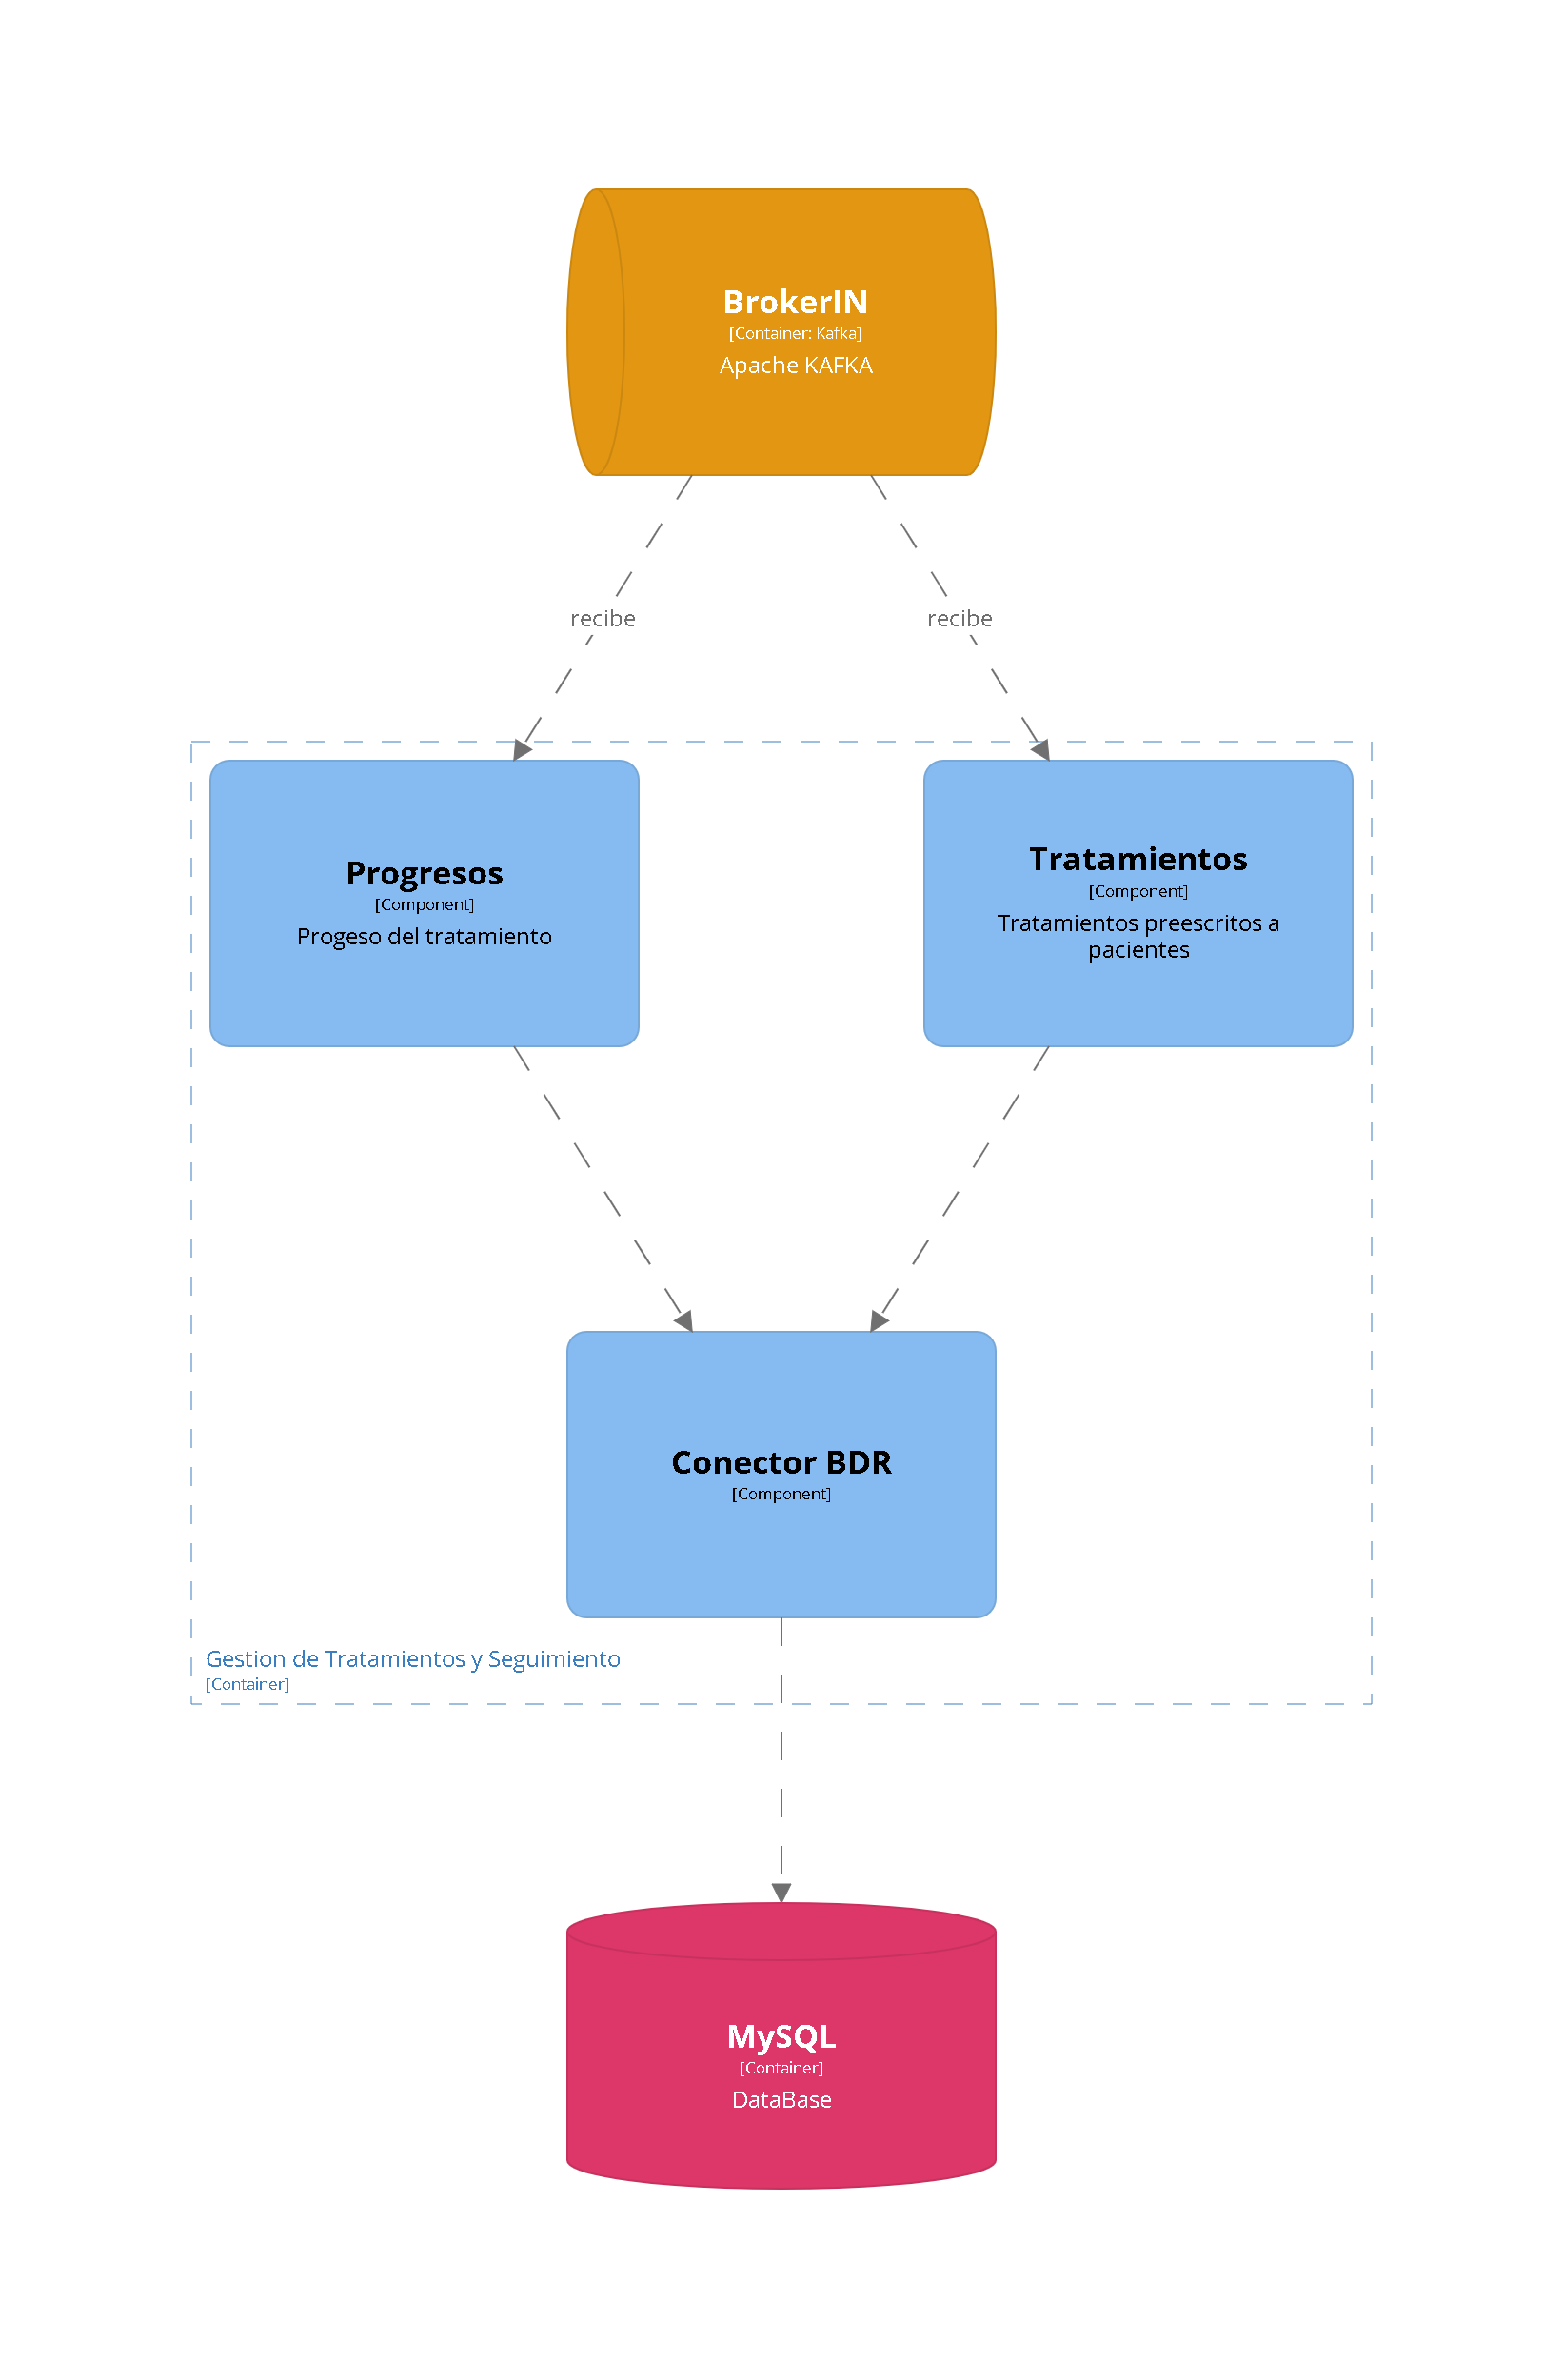 BrokerIN
[Container: Kafka]
Apache KAFKA
recibe
recibe
Progresos
[Component]
Progeso del tratamiento
Tratamientos
[Component]
Tratamientos preescritos a
pacientes
Conector BDR
[Component]
Gestion de Tratamientos y Seguimiento
[Container]
MySQL
[Container]
DataBase